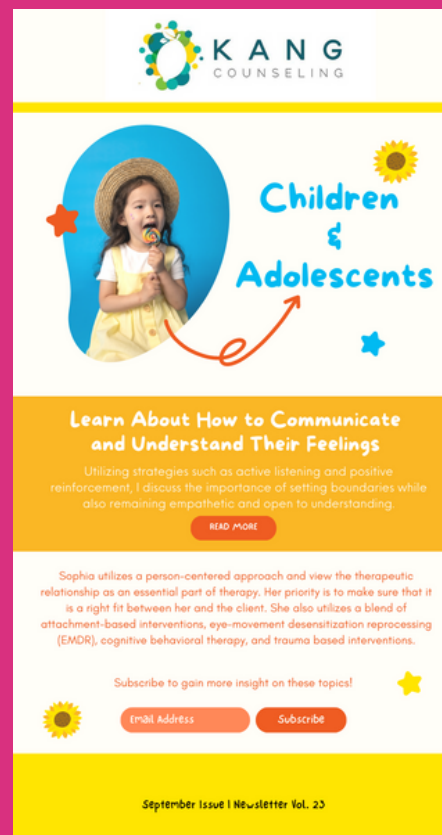 KANG
COUNSELING
Children
&
Adolescents
Learn About How to Communicate
and Understand Their Feelings
Utilizing strategies such as active listening and positive
reinforcement, I discuss the importance of setting boundaries while
also remaining empathetic and open to understanding.
READ MORE
Sophia utilizes a person-centered approach and view the therapeutic
relationship as an essential part of therapy. Her priority is to make sure that it
is a right fit between her and the client. She also utilizes a blend of
attachment-based interventions, eye-movement desensitization reprocessing
(EMDR), cognitive behavioral therapy, and trauma based interventions.
Subscribe to gain more insight on these topics!
Email Address
Subscribe
September Issue | Newsletter Vol. 23